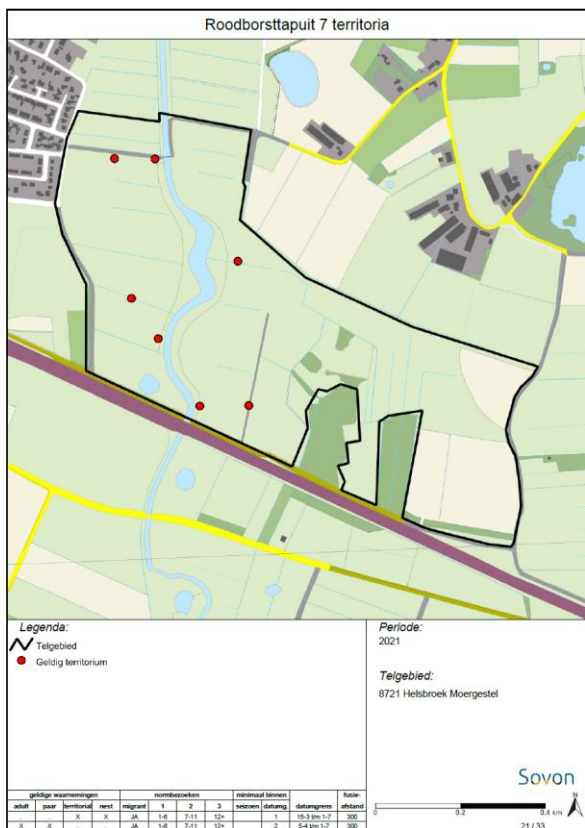 Roodborsttapuit 7 territoria
Legenda:
Telgebied
Geldig territorium
Periode:
2021
Telgebied:
8721 Helsbroek Moergestel
Sovon
geldige waarnemingen normbezoeken minimaal binnen fusie-
adult paar territorial nest migrant 1 2 3 seizoen datumg. datumgrens afstand
. . X X JA 1-6 7-11 12+ 1 15-3 t/m 1-7 300
X X . . JA 1-6 7-11 12+ 2 5-4 t/m 1-7 300
0 0.2 0.4 km
21 / 33